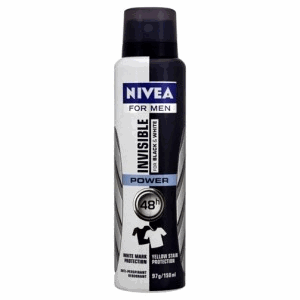 NIVEA
FOR MEN
INVISIBLE
FOR BLACK & WHITE
POWER
48h
WHITE MARK
PROTECTION
YELLOW STAIN
PROTECTION
ANTI-PERSPIRANT
DEODORANT
97g/150ml